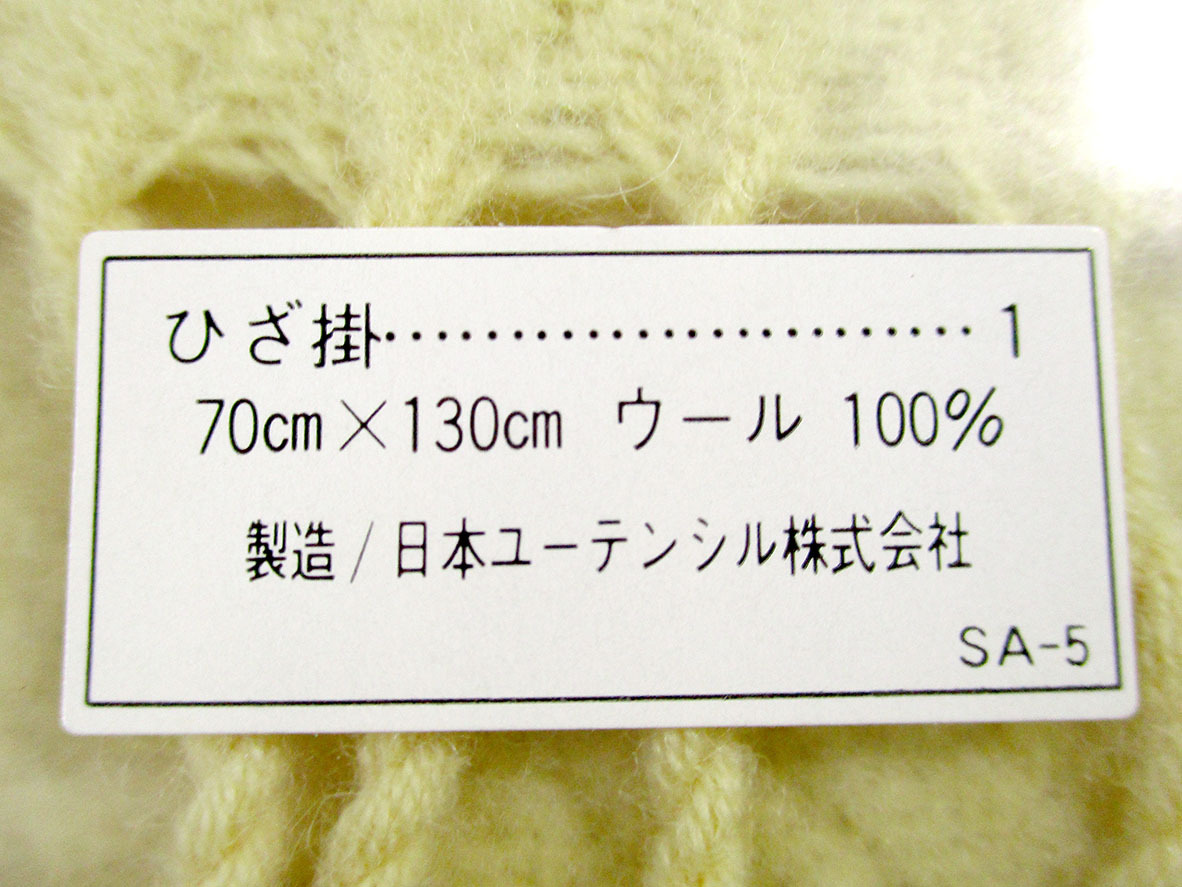 ひざ掛‥‥‥‥‥‥‥‥‥‥‥‥1
70cm×130cm ウール 100%
製造/日本ユーテンシル株式会社
SA-5